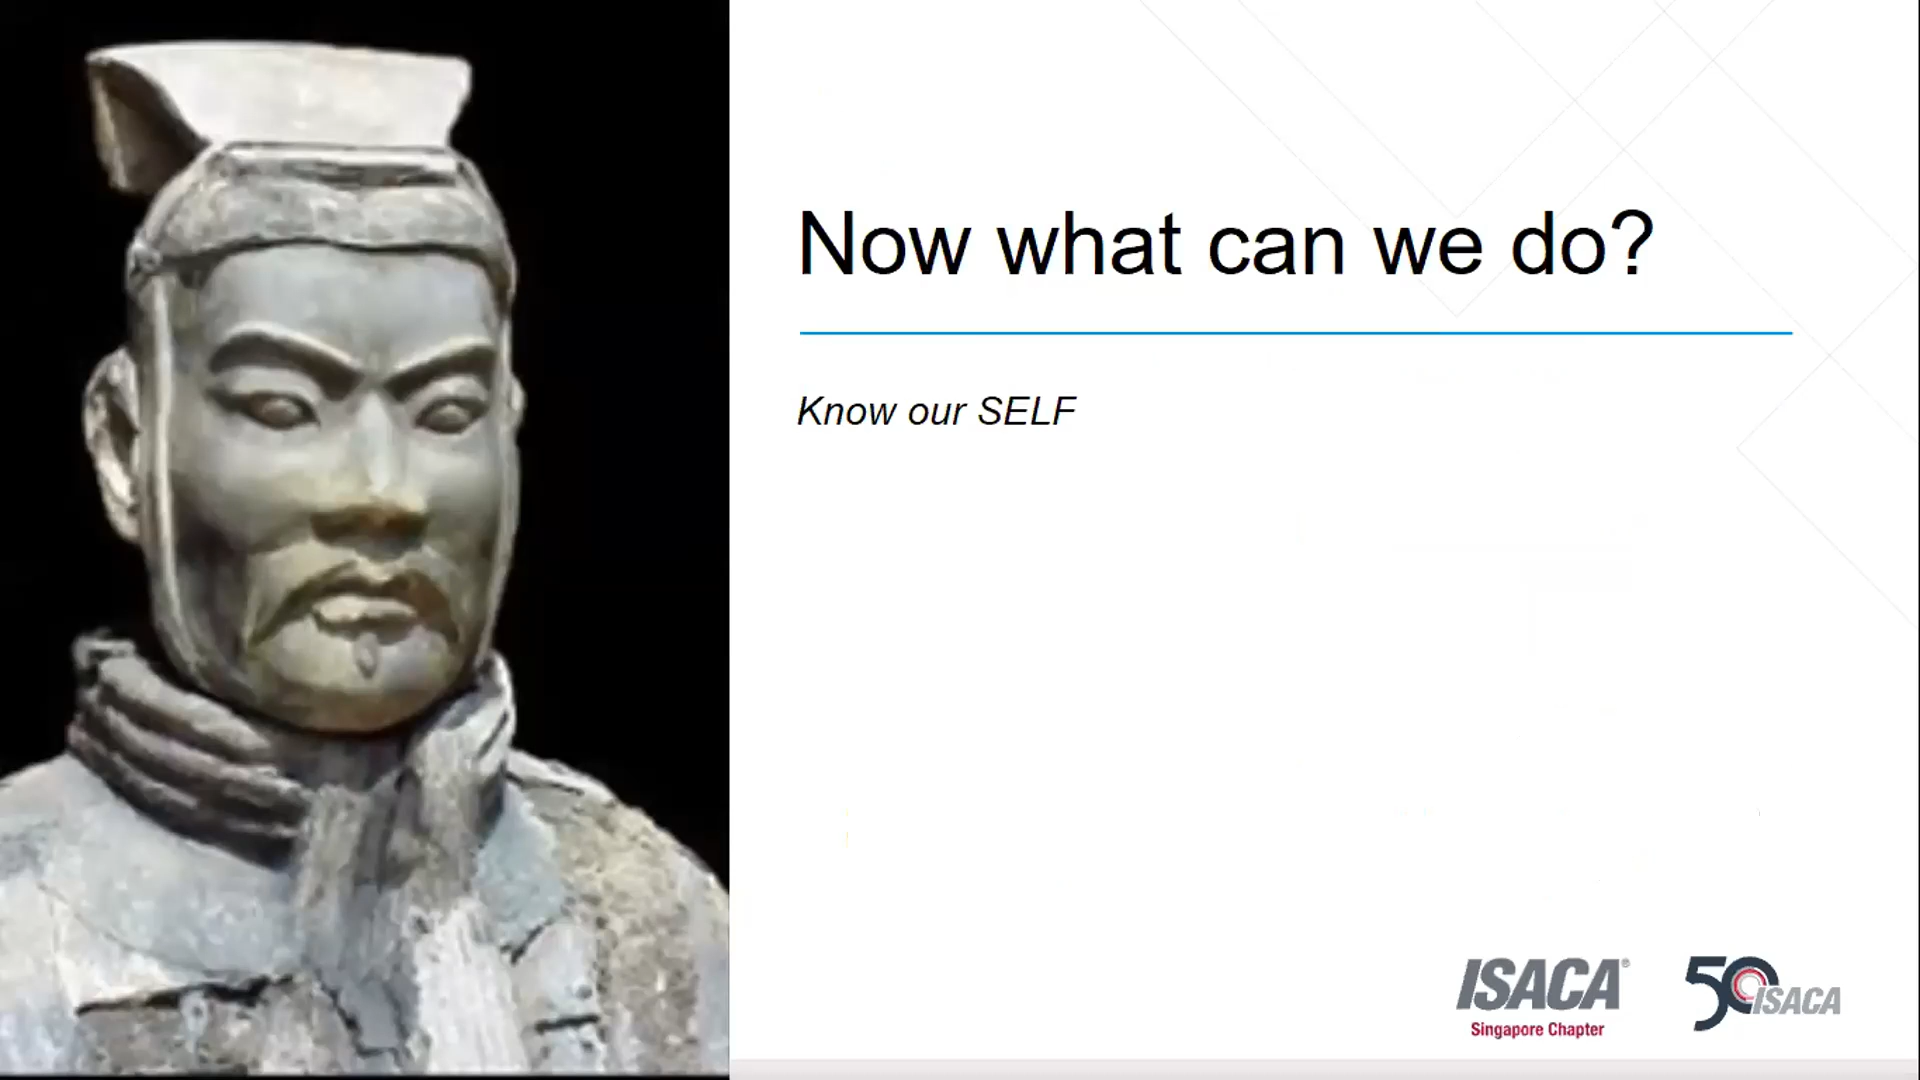 Now what can we do?
Know our SELF
ISACA®
Singapore Chapter
50 ISACA